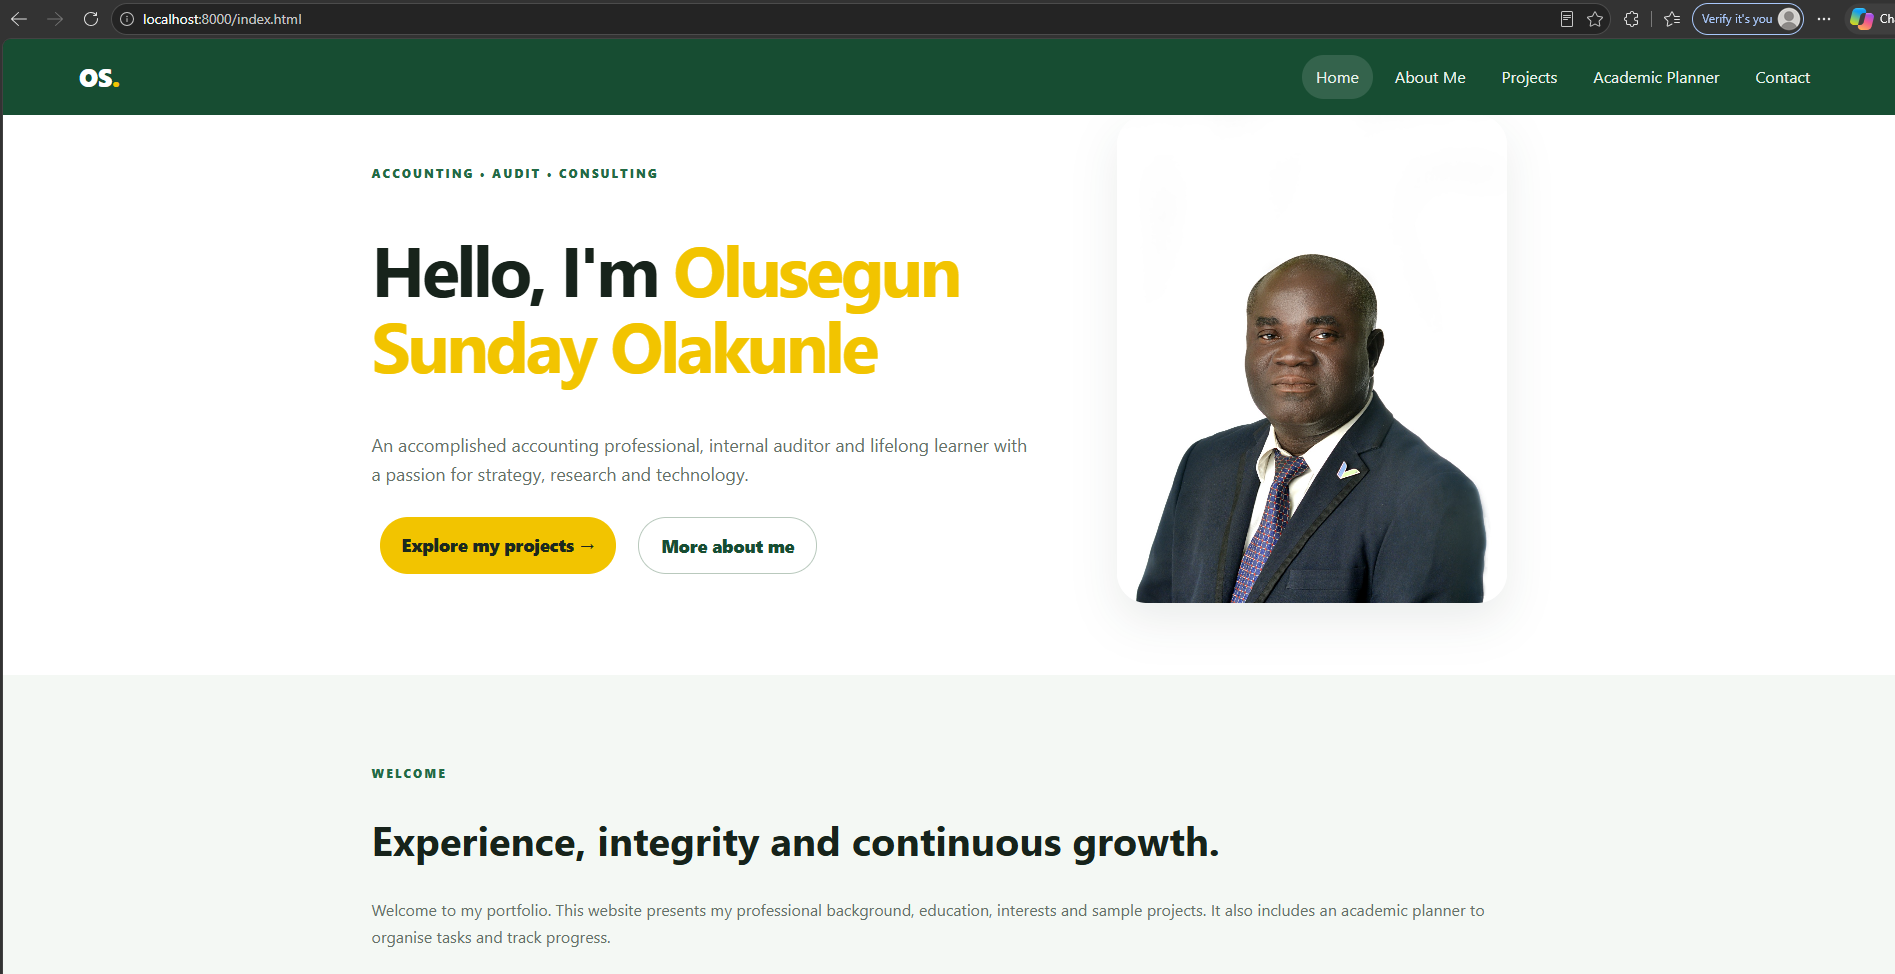 localhost:8000/index.html
Verify it's you
Ch
OS.
Home
About Me
Projects
Academic Planner
Contact
ACCOUNTING • AUDIT • CONSULTING
Hello, I'm Olusegun
Sunday Olakunle
An accomplished accounting professional, internal auditor and lifelong learner with
a passion for strategy, research and technology.
Explore my projects →
More about me
WELCOME
Experience, integrity and continuous growth.
Welcome to my portfolio. This website presents my professional background, education, interests and sample projects. It also includes an academic planner to
organise tasks and track progress.